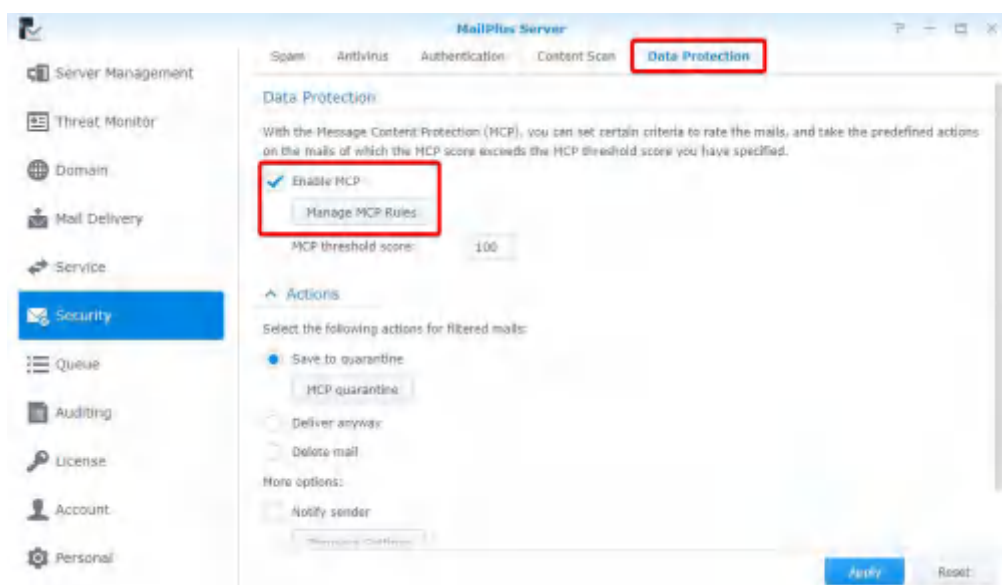 MailPlus Server
Spam Antivirus Authentication Content Scan Data Protection
Server Management
Threat Monitor
Domain
Mail Delivery
Service
Security
Queue
Auditing
License
Account
Personal
Data Protection
With the Message Content Protection (MCP), you can set certain criteria to rate the mails, and take the predefined actions
on the mails of which the MCP score exceeds the MCP threshold score you have specified.
Enable MCP
Manage MCP Rules
MCP threshold score: 100
Actions
Select the following actions for filtered mails:
Save to quarantine
MCP quarantine
Deliver anyway
Delete mail
More options:
Notify sender
Apply Reset